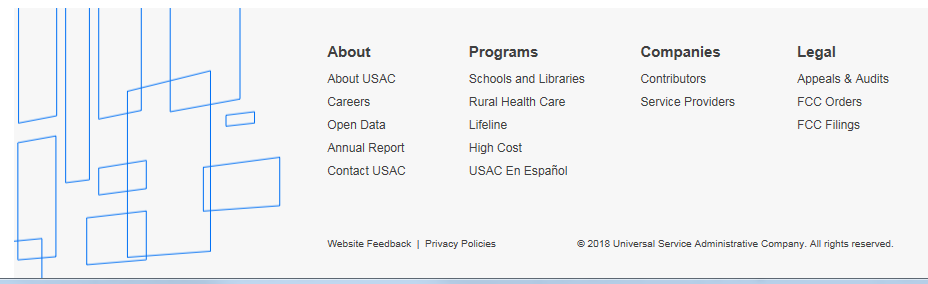 About
About USAC
Careers
Open Data
Annual Report
Contact USAC
Programs
Schools and Libraries
Rural Health Care
Lifeline
High Cost
USAC En Español
Companies
Contributors
Service Providers
Legal
Appeals & Audits
FCC Orders
FCC Filings
Website Feedback | Privacy Policies
© 2018 Universal Service Administrative Company. All rights reserved.